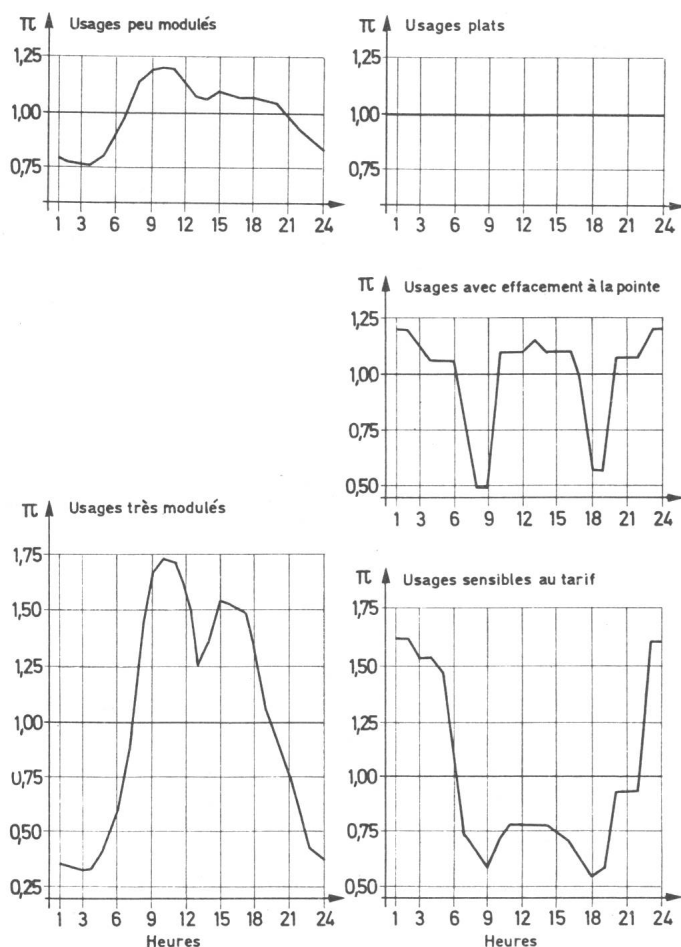 π Usages peu modulés
1,25
1,00
0,75
1 3 6 9 12 15 18 21 24
π Usages plats
1,25
1,00
0,75
1 3 6 9 12 15 18 21 24
π Usages avec effacement à la pointe
1,25
1,00
0,75
0,50
1 3 6 9 12 15 18 21 24
π Usages très modulés
1,75
1,50
1,25
1,00
0,75
0,50
0,25
1 3 6 9 12 15 18 21 24
Heures
π Usages sensibles au tarif
1,75
1,50
1,25
1,00
0,75
0,50
1 3 6 9 12 15 18 21 24
Heures